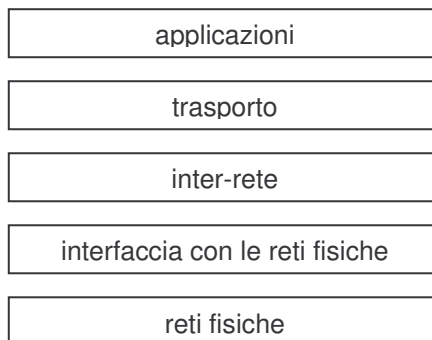 applicazioni
trasporto
inter-rete
interfaccia con le reti fisiche
reti fisiche